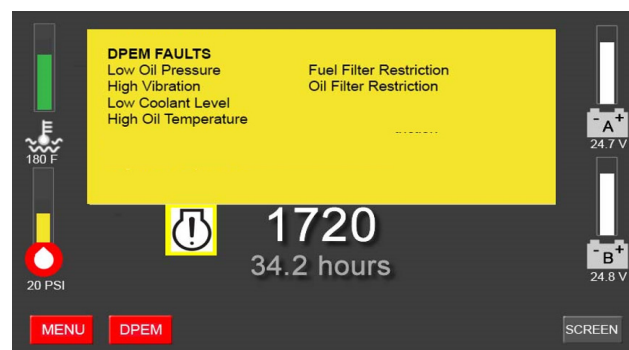 DPEM FAULTS
Low Oil Pressure
High Vibration
Low Coolant Level
High Oil Temperature
Fuel Filter Restriction
Oil Filter Restriction
180 F
20 PSI
1720
34.2 hours
- A +
24.7 V
- B +
24.8 V
MENU
DPEM
SCREEN